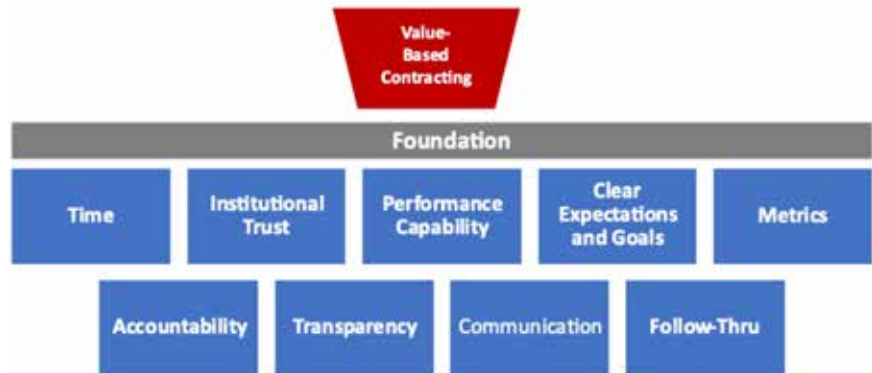 Value-
Based
Contracting
Foundation
Time
Institutional
Trust
Performance
Capability
Clear
Expectations
and Goals
Metrics
Accountability
Transparency
Communication
Follow-Thru